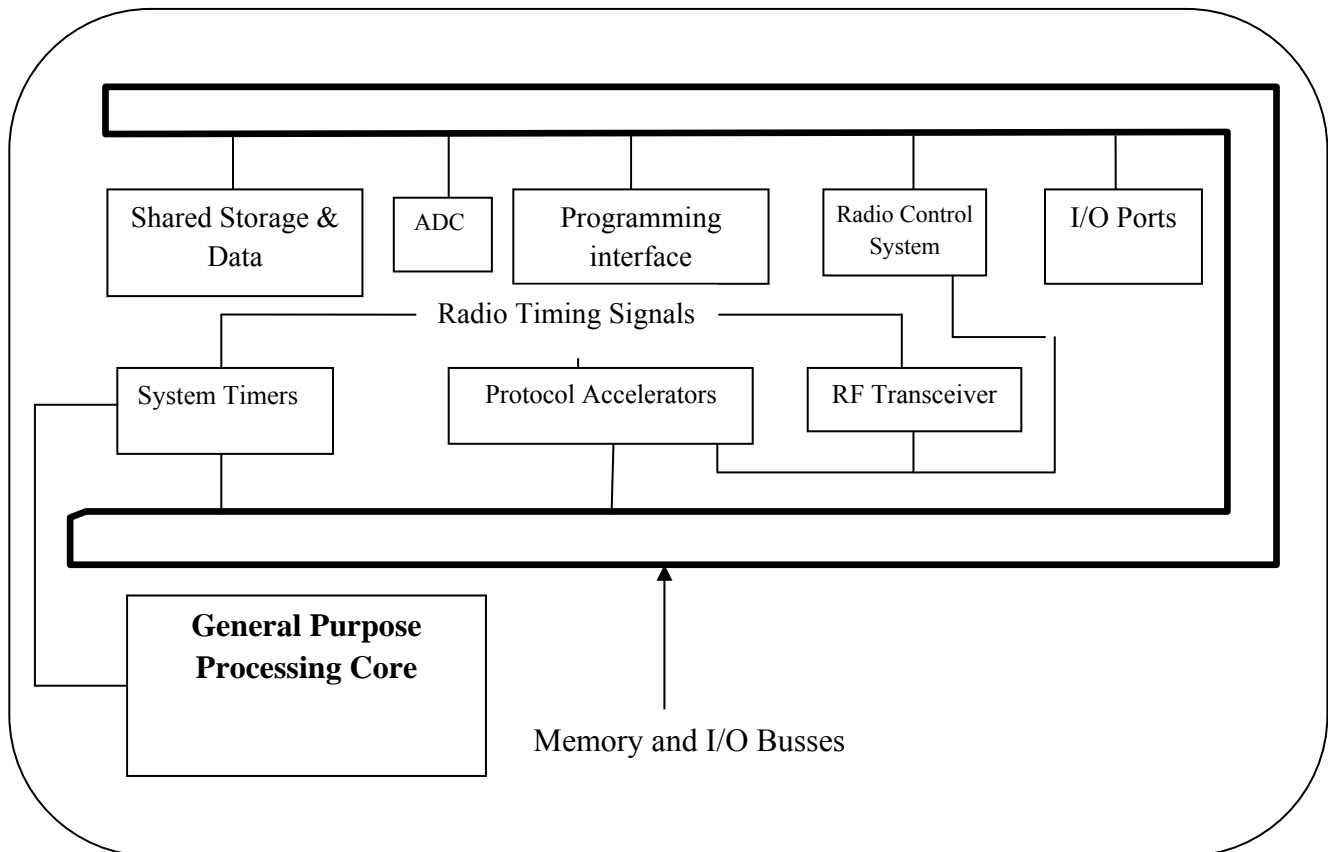 Shared Storage &
Data
ADC
Programming
interface
Radio Control
System
I/O Ports
Radio Timing Signals
System Timers
Protocol Accelerators
RF Transceiver
General Purpose
Processing Core
Memory and I/O Busses